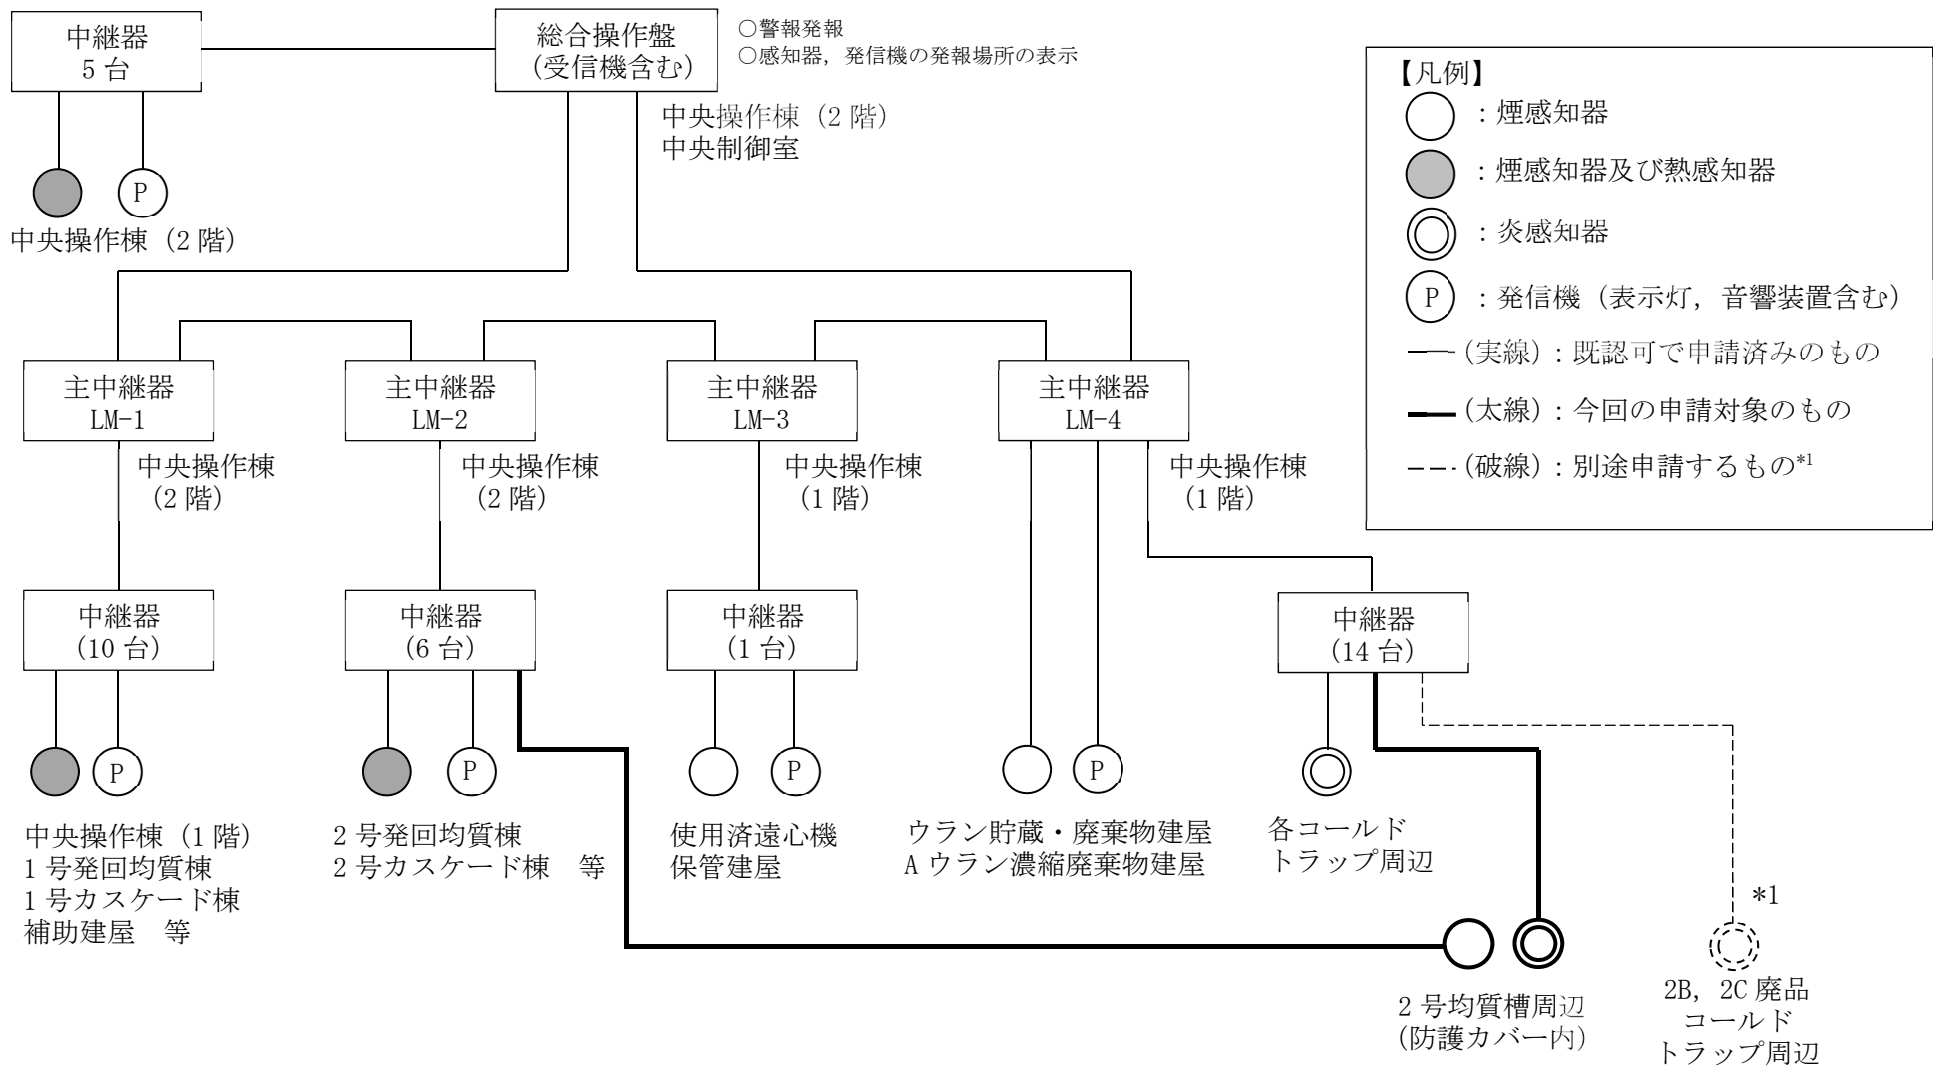 中継器
5 台
総合操作盤
(受信機含む)
○警報発報
○感知器，発信機の発報場所の表示
中央操作棟（2 階）
中央制御室
P
中央操作棟（2 階）
【凡例】
：煙感知器
：煙感知器及び熱感知器
：炎感知器
P ：発信機（表示灯，音響装置含む）
(実線)：既認可で申請済みのもの
(太線)：今回の申請対象のもの
(破線)：別途申請するもの*1
主中継器
LM-1
主中継器
LM-2
主中継器
LM-3
主中継器
LM-4
中央操作棟
（2 階）
中央操作棟
（2 階）
中央操作棟
（1 階）
中央操作棟
（1 階）
中継器
(10 台)
中継器
(6 台)
中継器
(1 台)
中継器
(14 台)
P
P
P
P
中央操作棟（1 階）
1 号発回均質棟
1 号カスケード棟
補助建屋　等
2 号発回均質棟
2 号カスケード棟　等
使用済遠心機
保管建屋
ウラン貯蔵・廃棄物建屋
A ウラン濃縮廃棄物建屋
各コールド
トラップ周辺
*1
2 号均質槽周辺
(防護カバー内)
2B，2C 廃品
コールド
トラップ周辺